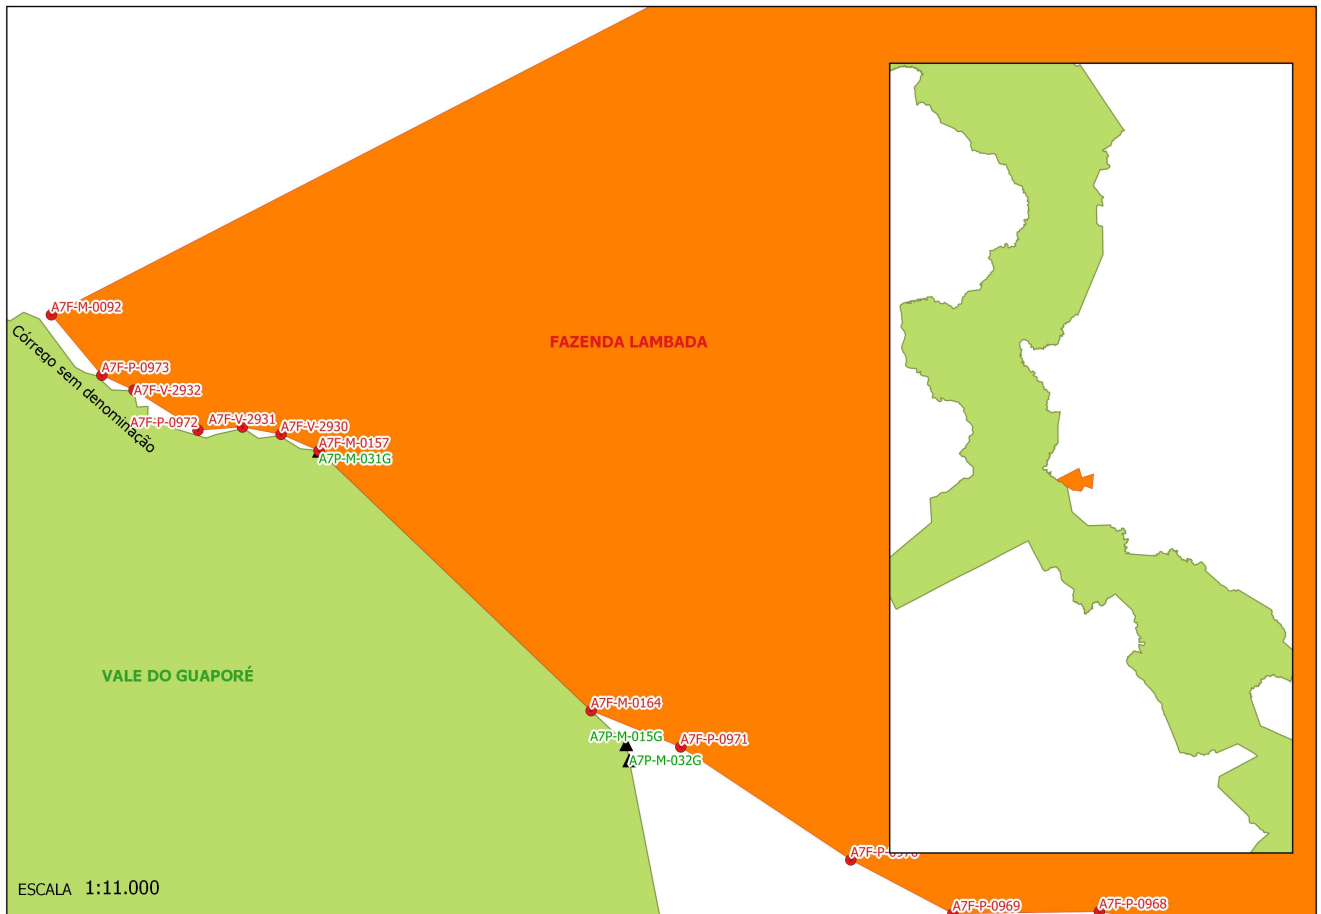 A7F-M-0092
Córrego sem denominação
A7F-P-0973
A7F-V-2932
A7F-P-0972
A7F-V-2931
A7F-V-2930
A7F-M-0157
A7P-M-031G
FAZENDA LAMBADA
VALE DO GUAPORÉ
A7F-M-0164
A7P-M-015G
A7F-P-0971
A7P-M-032G
A7F-P-0970
A7F-P-0969
A7F-P-0968
ESCALA 1:11.000